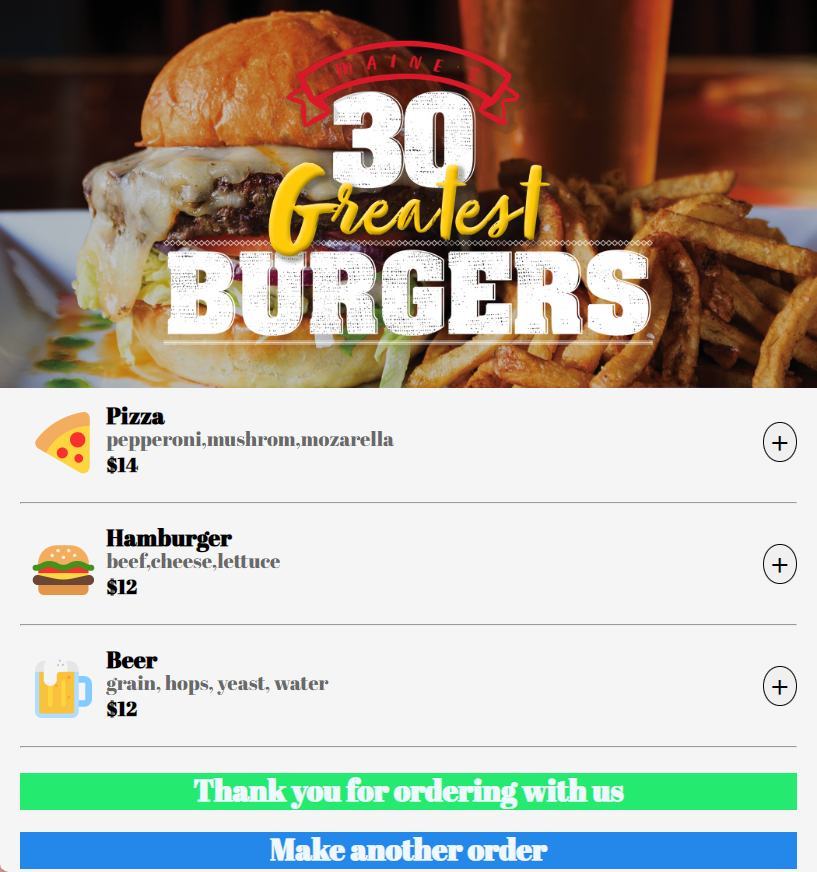 MAINE'S
30
Greatest
BURGERS
Pizza
pepperoni,mushrom,mozarella
$14
+
Hamburger
beef,cheese,lettuce
$12
+
Beer
grain, hops, yeast, water
$12
+
Thank you for ordering with us
Make another order